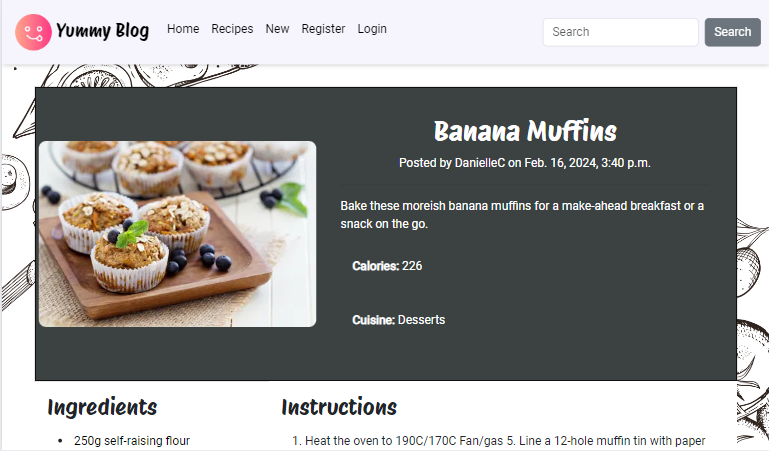 Yummy Blog
Home Recipes New Register Login
Search
Search
Banana Muffins
Posted by DanielleC on Feb. 16, 2024, 3:40 p.m.
Bake these moreish banana muffins for a make-ahead breakfast or a
snack on the go.
Calories: 226
Cuisine: Desserts
Ingredients
• 250g self-raising flour
Instructions
1. Heat the oven to 190C/170C Fan/gas 5. Line a 12-hole muffin tin with paper